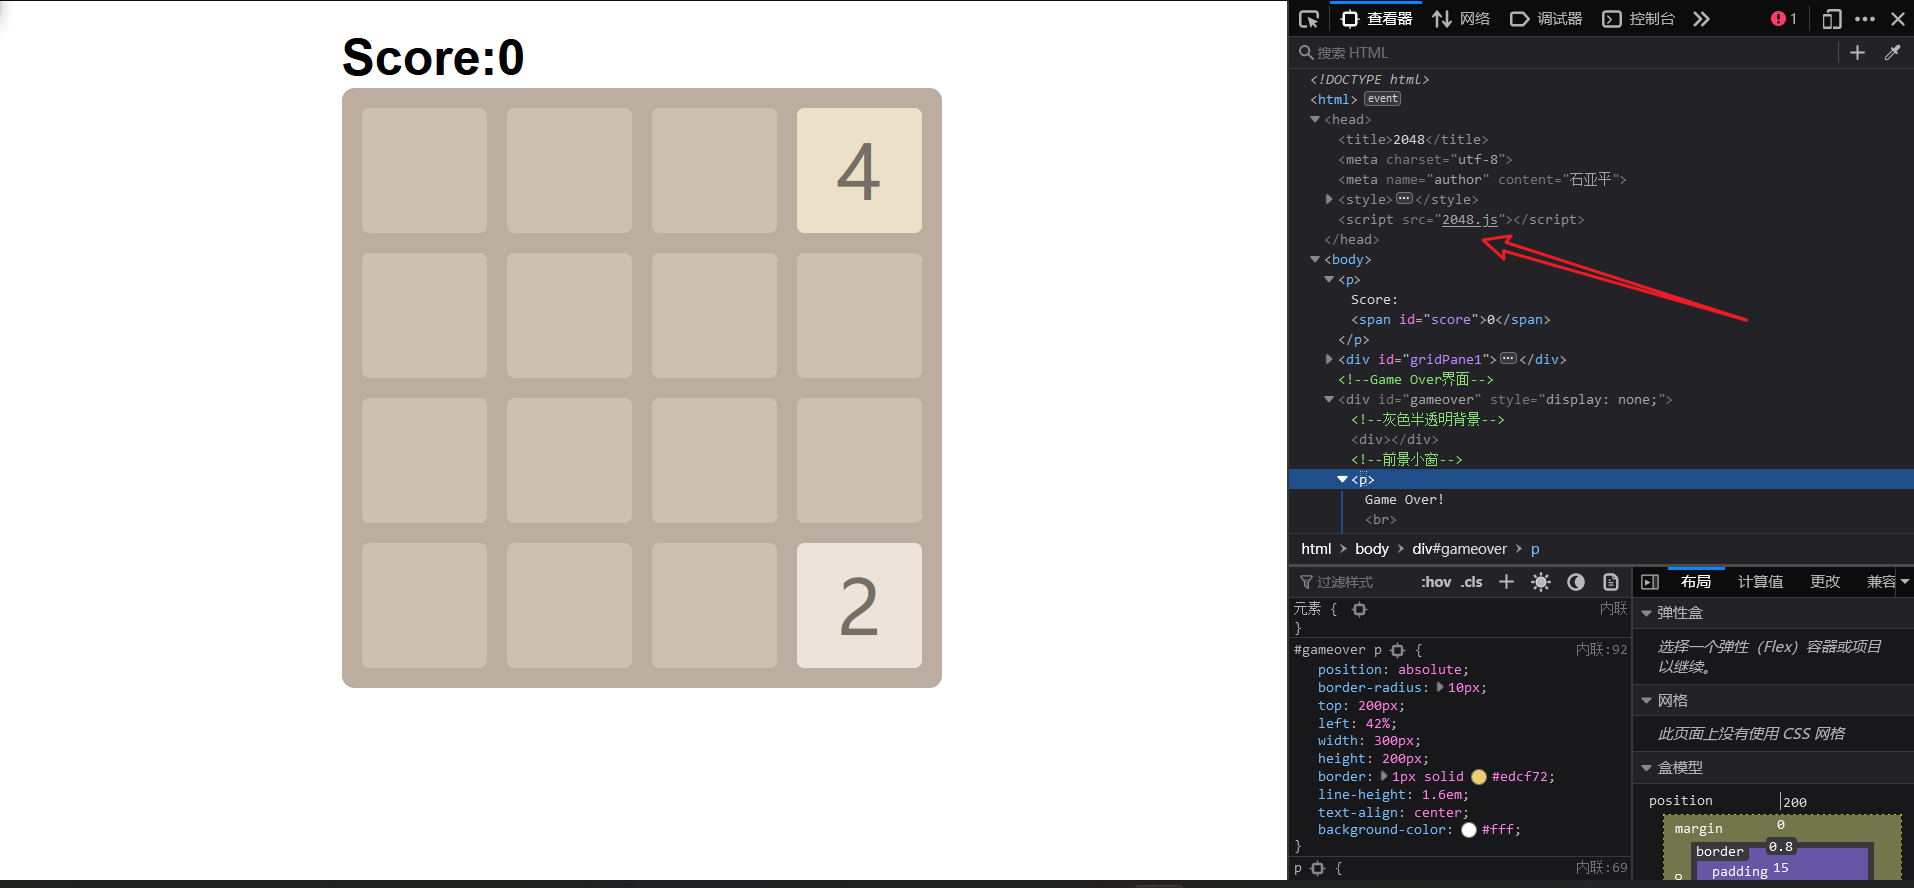 Score:0
4
2
查看器
网络
调试器
控制台
1
搜索 HTML
<!DOCTYPE html>
<html> event
<head>
<title>2048</title>
<meta charset="utf-8">
<meta name="author" content="石亚平">
<style>···</style>
<script src="2048.js"></script>
</head>
<body>
<p>
Score:
<span id="score">0</span>
</p>
<div id="gridPane1">···</div>
<!--Game Over界面-->
<div id="gameover" style="display: none;">
<!--灰色半透明背景-->
<div></div>
<!--前景小窗-->
<p>
Game Over!
<br>
html > body > div#gameover > p
过滤样式 :hov .cls +
布局 计算值 更改 兼容
元素 { 内联
}
#gameover p { 内联:92
position: absolute;
border-radius: 10px;
top: 200px;
left: 42%;
width: 300px;
height: 200px;
border: 1px solid #edcf72;
line-height: 1.6em;
text-align: center;
background-color: #fff;
}
p { 内联:69
弹性盒
选择一个弹性（Flex）容器或项目
以继续。
网格
此页面上没有使用 CSS 网格
盒模型
position 200
margin 0
border 0.8
padding 15
0